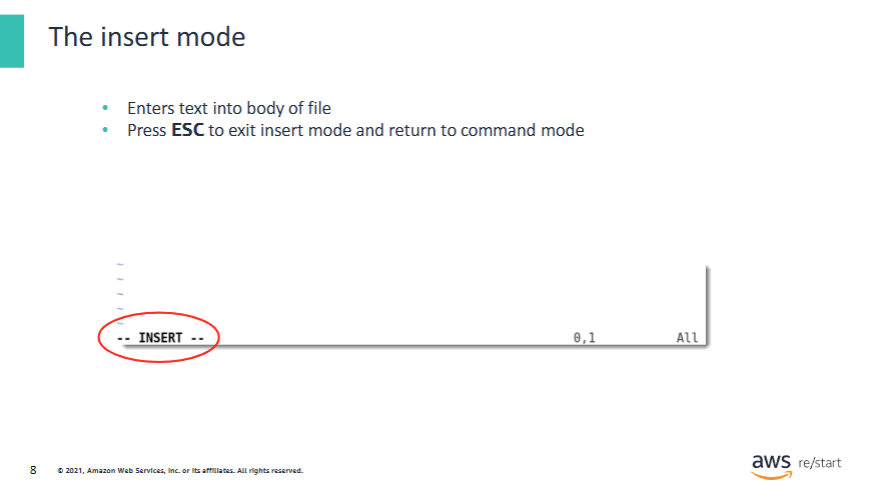 The insert mode
• Enters text into body of file
• Press ESC to exit insert mode and return to command mode
~
~
~
~
~
-- INSERT -- 0,1 All
8 © 2021, Amazon Web Services, Inc. or its affiliates. All rights reserved.
aws re/start